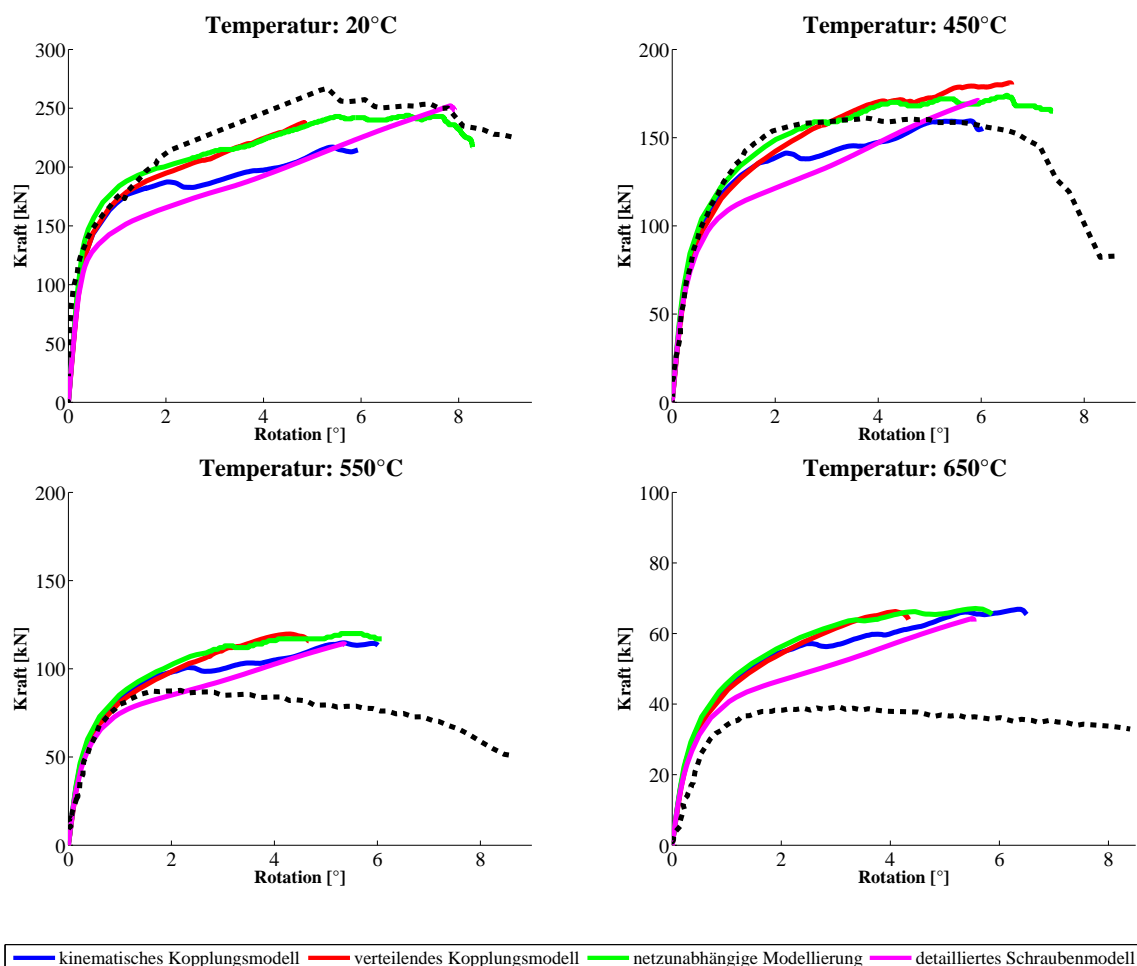 Temperatur: 20°C
300
250
200
150
100
50
0
Kraft [kN]
0 2 4 6 8
Rotation [°]
Temperatur: 450°C
200
150
100
50
0
Kraft [kN]
0 2 4 6 8
Rotation [°]
Temperatur: 550°C
200
150
100
50
0
Kraft [kN]
0 2 4 6 8
Rotation [°]
Temperatur: 650°C
100
80
60
40
20
0
Kraft [kN]
0 2 4 6 8
Rotation [°]
kinematisches Kopplungsmodell verteilendes Kopplungsmodell netzunabhängige Modellierung detailliertes Schraubenmodell